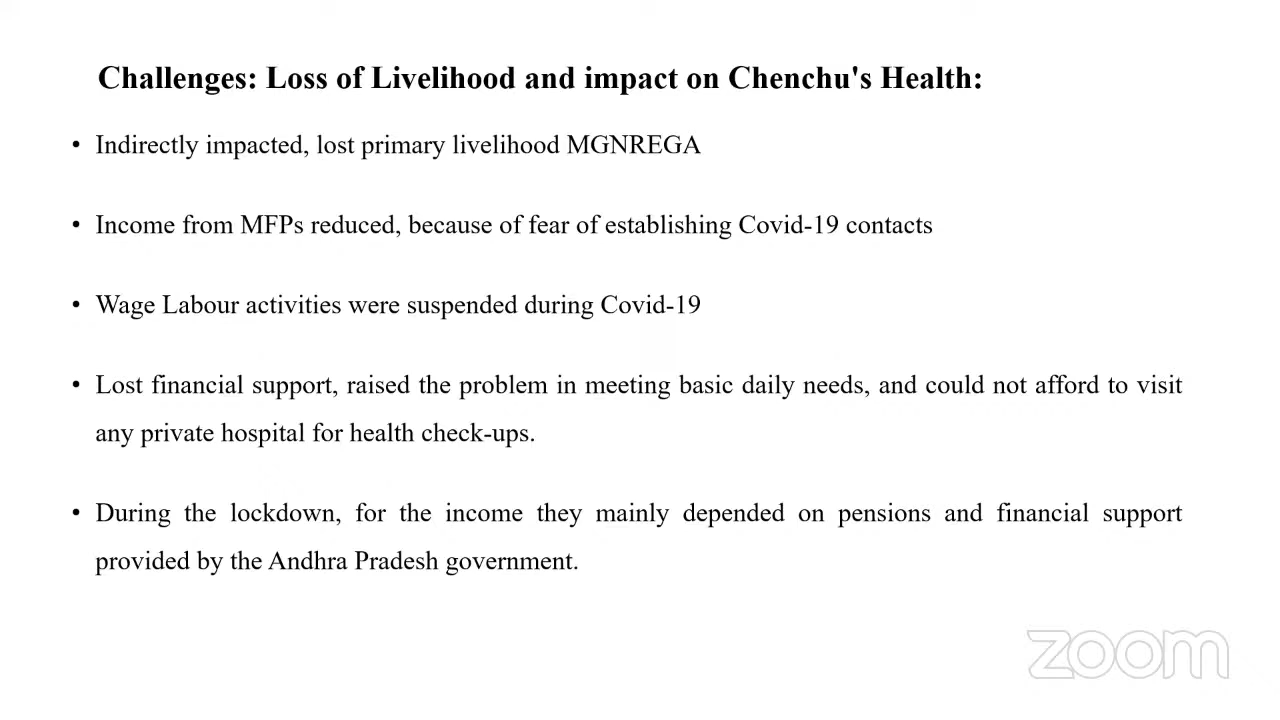 Challenges: Loss of Livelihood and impact on Chenchu's Health:
• Indirectly impacted, lost primary livelihood MGNREGA
• Income from MFPs reduced, because of fear of establishing Covid-19 contacts
• Wage Labour activities were suspended during Covid-19
• Lost financial support, raised the problem in meeting basic daily needs, and could not afford to visit
any private hospital for health check-ups.
• During the lockdown, for the income they mainly depended on pensions and financial support
provided by the Andhra Pradesh government.
zoom